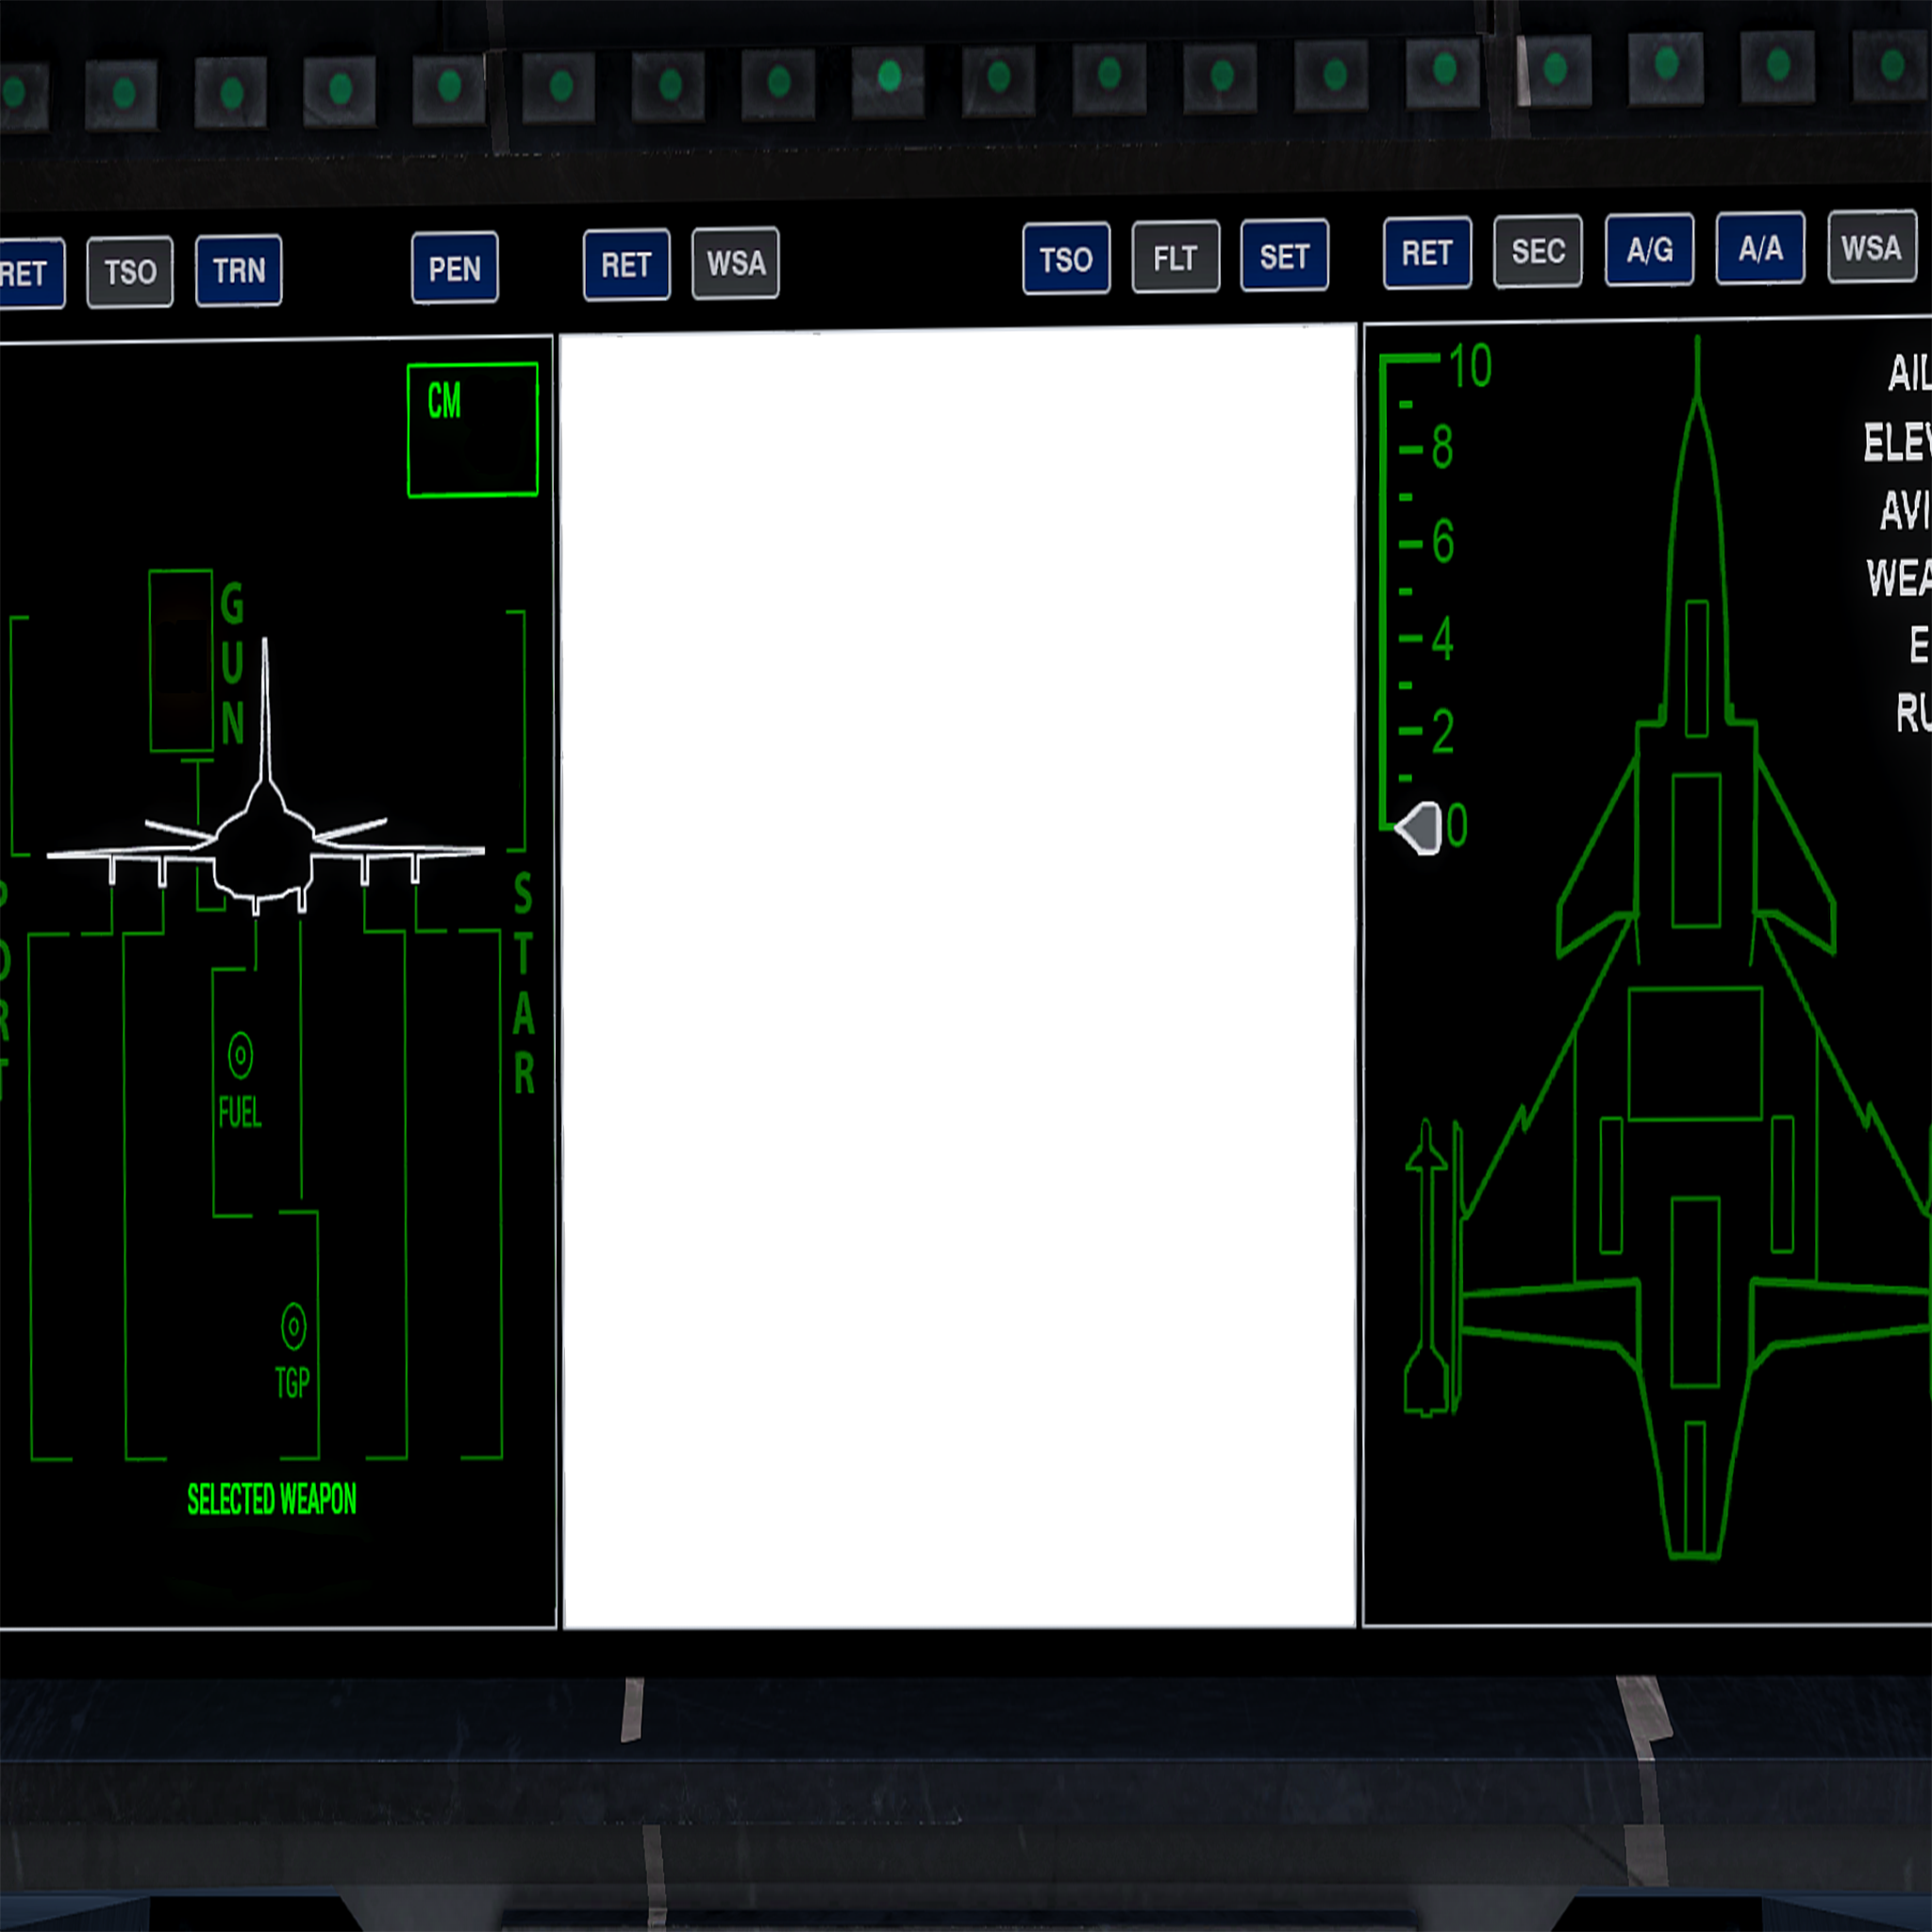 RET TSO TRN PEN RET WSA TSO FLT SET RET SEC A/G A/A WSA
CM
GUN
STAR
FUEL
TGP
SELECTED WEAPON
10
8
6
4
2
0